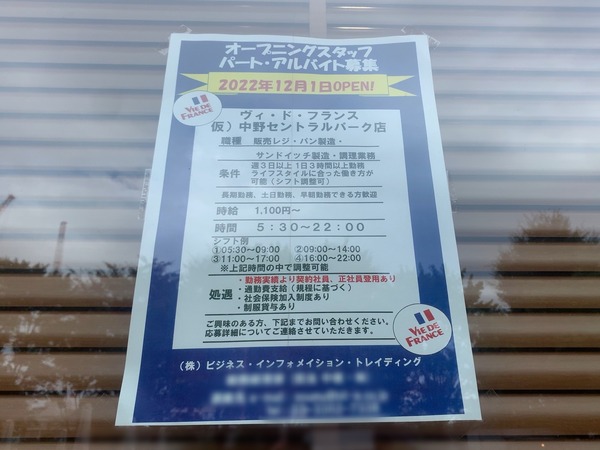 オープニングスタッフ
パート・アルバイト募集
2022年12月1日OPEN!
VIE DE FRANCE
ヴィ・ド・フランス
仮）中野セントラルパーク店
職種 販売レジ・パン製造・
サンドイッチ製造・調理業務
条件 週３日以上１日３時間以上勤務
ライフスタイルに合った働き方が
可能（シフト調整可）
長期勤務、土日勤務、早朝勤務できる方歓迎
時給 1,100円～
時間 ５：３０～２２：００
シフト例
①05:30～09:00 ②09:00～14:00
③11:00～17:00 ④16:00～22:00
※上記時間の中で調整可能
処遇 ・勤務実績より契約社員、正社員登用あり
・通勤費支給（規程に基づく）
・社会保険加入制度あり
・制服貸与あり
ご興味のある方、下記までお問い合わせください。
応募詳細についてご連絡させていただきます。
VIE DE FRANCE
（株）ビジネス・インフォメイション・トレイディング